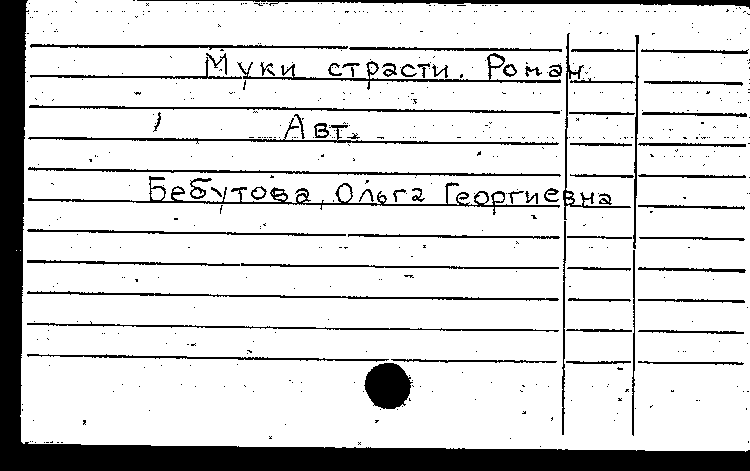 Муки страсти. Роман.
Авт.
Бебутова, Ольга Георгиевна